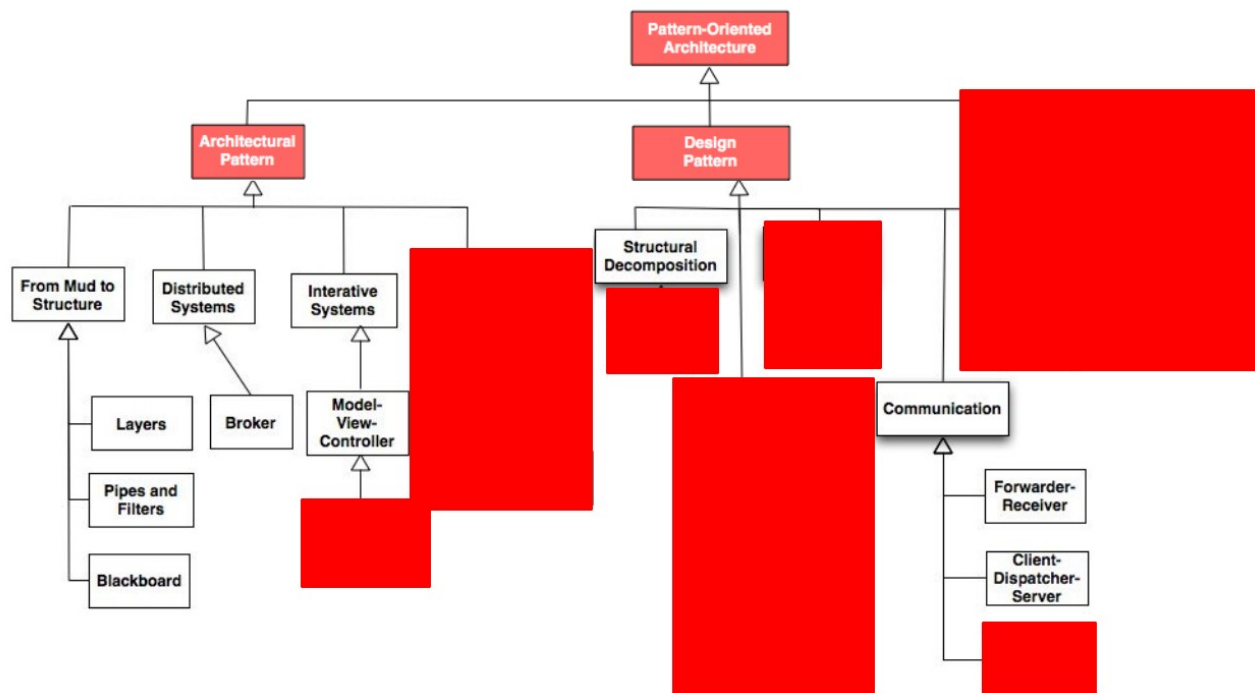 Pattern-Oriented
Architecture
Architectural
Pattern
Design
Pattern
Structural
Decomposition
From Mud to
Structure
Distributed
Systems
Interative
Systems
Model-
View-
Controller
Communication
Layers
Broker
Pipes and
Filters
Forwarder-
Receiver
Blackboard
Client-
Dispatcher-
Server